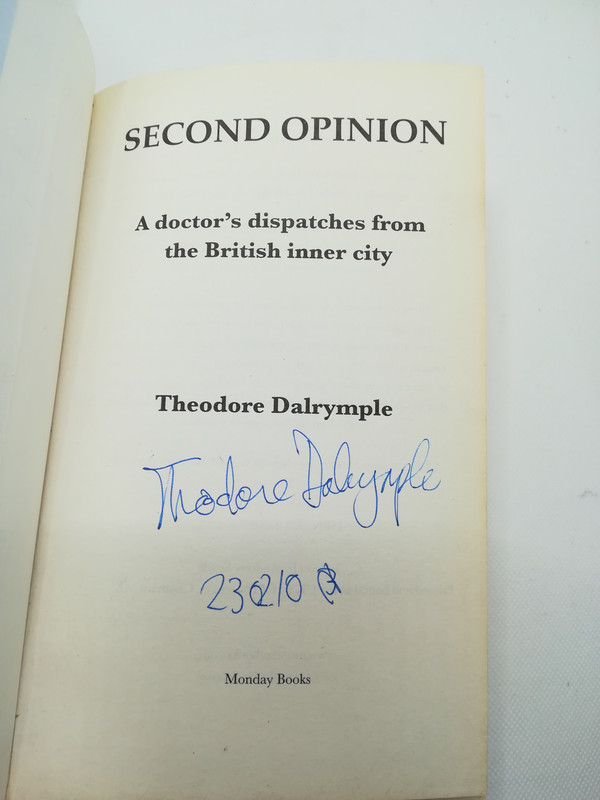 SECOND OPINION
A doctor's dispatches from
the British inner city
Theodore Dalrymple
Theodore Dalrymple
Monday Books